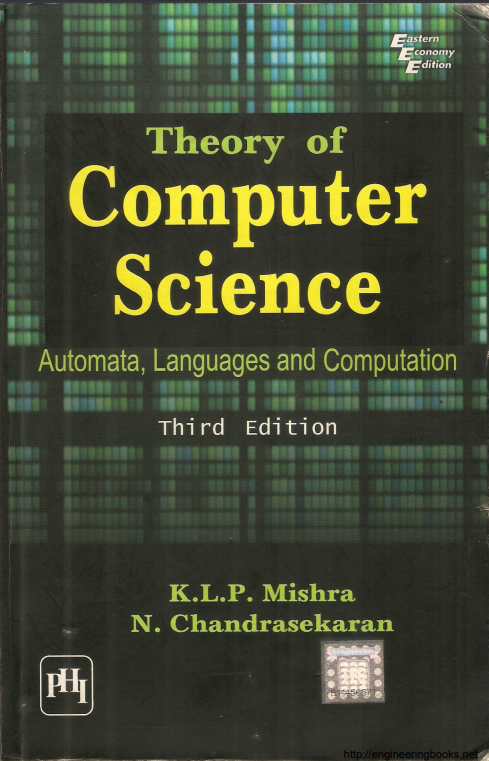 Eastern
Economy
Edition
Theory of
Computer
Science
Automata, Languages and Computation
Third Edition
K.L.P. Mishra
N. Chandrasekaran
PHI
http://engineeringbooks.net